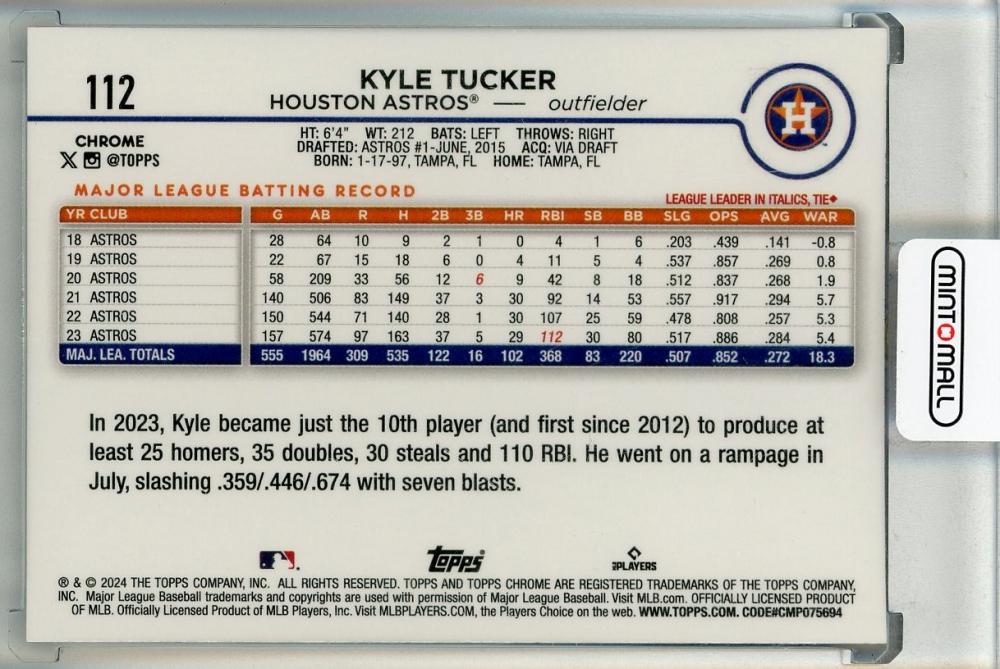 112
KYLE TUCKER
HOUSTON ASTROS® — outfielder
H
CHROME
@TOPPS
HT: 6'4" WT: 212 BATS: LEFT THROWS: RIGHT
DRAFTED: ASTROS #1-JUNE, 2015 ACQ: VIA DRAFT
BORN: 1-17-97, TAMPA, FL HOME: TAMPA, FL
MAJOR LEAGUE BATTING RECORD
LEAGUE LEADER IN ITALICS, TIE♦
YR CLUB G AB R H 2B 3B HR RBI SB BB SLG OPS AVG WAR
18 ASTROS 28 64 10 9 2 1 0 4 1 6 .203 .439 .141 -0.8
19 ASTROS 22 67 15 18 6 0 4 11 5 4 .537 .857 .269 0.8
20 ASTROS 58 209 33 56 12 6 9 42 8 18 .512 .837 .268 1.9
21 ASTROS 140 506 83 149 37 3 30 92 14 53 .557 .917 .294 5.7
22 ASTROS 150 544 71 140 28 1 30 107 25 59 .478 .808 .257 5.3
23 ASTROS 157 574 97 163 37 5 29 112 30 80 .517 .886 .284 5.4
MAJ. LEA. TOTALS 555 1964 309 535 122 16 102 368 83 220 .507 .852 .272 18.3
In 2023, Kyle became just the 10th player (and first since 2012) to produce at
least 25 homers, 35 doubles, 30 steals and 110 RBI. He went on a rampage in
July, slashing .359/.446/.674 with seven blasts.
topps
PLAYERS
® & © 2024 THE TOPPS COMPANY, INC. ALL RIGHTS RESERVED. TOPPS AND TOPPS CHROME ARE REGISTERED TRADEMARKS OF THE TOPPS COMPANY,
INC. Major League Baseball trademarks and copyrights are used with permission of Major League Baseball. Visit MLB.com. OFFICIALLY LICENSED PRODUCT
OF MLB. Officially Licensed Product of MLB Players, Inc. Visit MLBPLAYERS.COM, the Players Choice on the web. WWW.TOPPS.COM. CODE#CMP075694
MINTOMALL